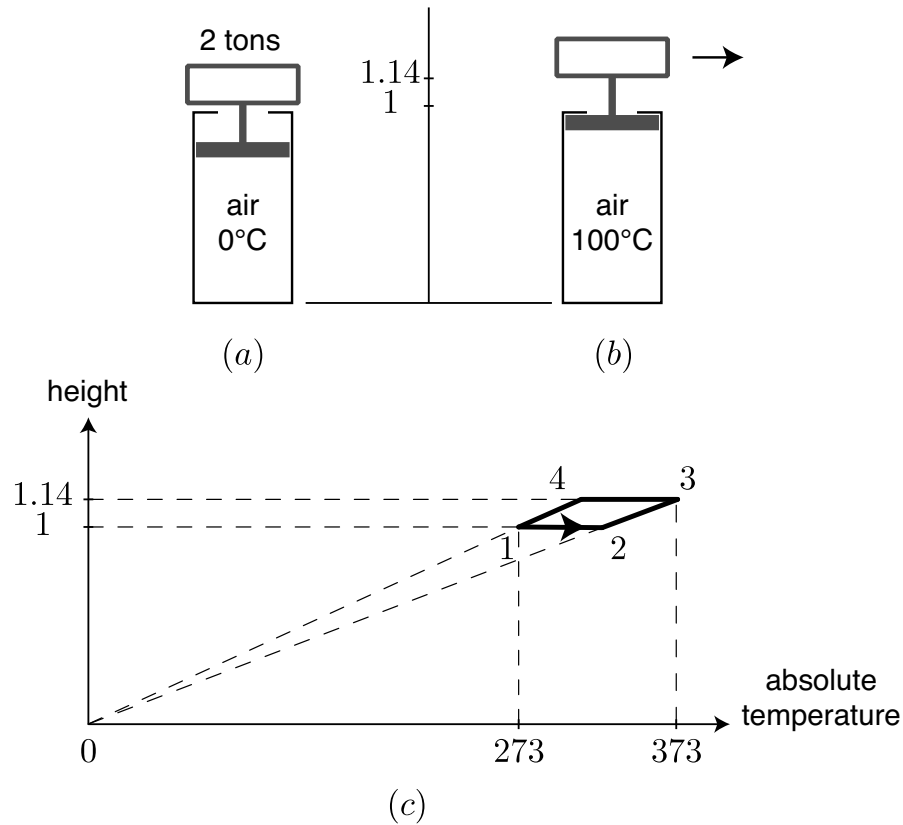 2 tons
1.14
1
air
0°C
air
100°C
(a)
(b)
height
1.14
1
4
3
1
2
absolute
temperature
0
273
373
(c)